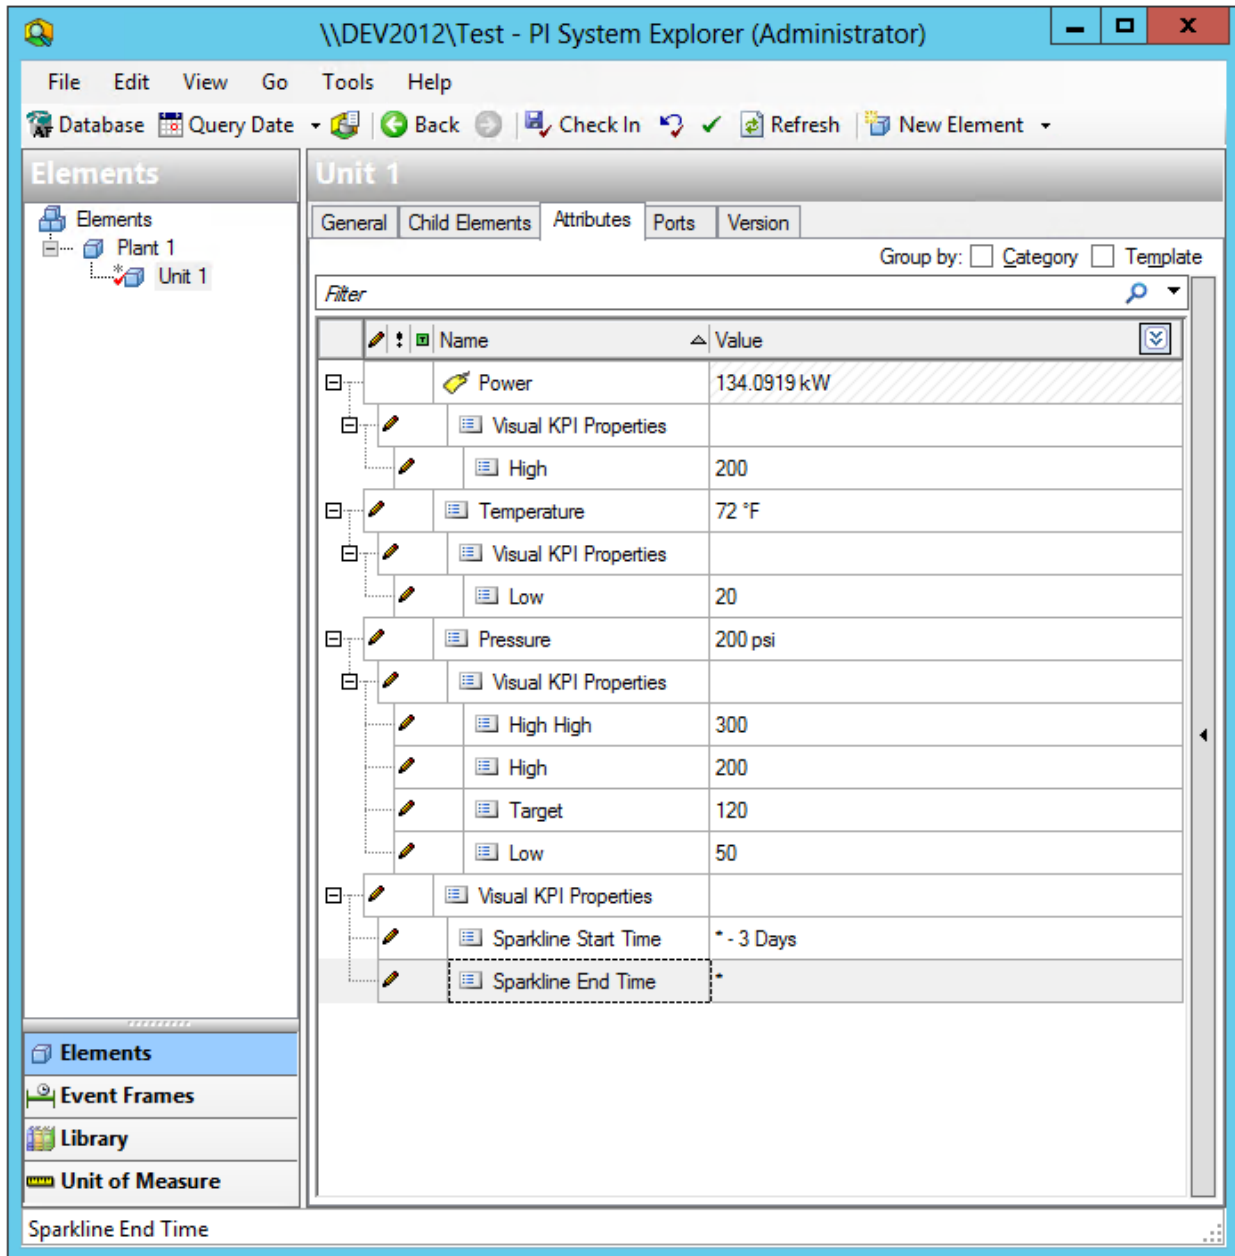 \\DEV2012\Test - PI System Explorer (Administrator)
File Edit View Go Tools Help
Database Query Date Back Check In Refresh New Element
Elements
Unit 1
Elements
Plant 1
Unit 1
General Child Elements Attributes Ports Version
Group by: Category Template
Filter
Name Value
Power 134.0919 kW
Visual KPI Properties
High 200
Temperature 72 °F
Visual KPI Properties
Low 20
Pressure 200 psi
Visual KPI Properties
High High 300
High 200
Target 120
Low 50
Visual KPI Properties
Sparkline Start Time * - 3 Days
Sparkline End Time *
Elements
Event Frames
Library
Unit of Measure
Sparkline End Time